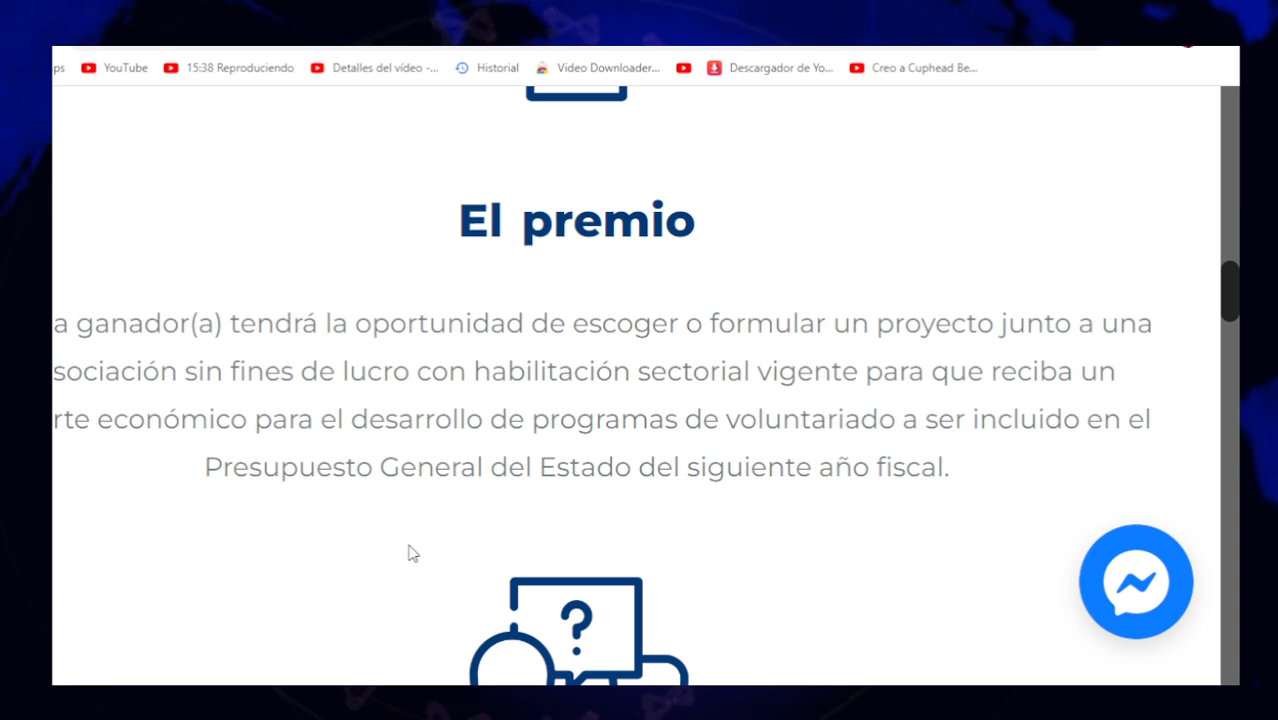 ps YouTube 15:38 Reproduciendo Detalles del vídeo -... Historial Video Downloader... Descargador de Yo... Creo a Cuphead Be...
El premio
a ganador(a) tendrá la oportunidad de escoger o formular un proyecto junto a una
sociación sin fines de lucro con habilitación sectorial vigente para que reciba un
rte económico para el desarrollo de programas de voluntariado a ser incluido en el
Presupuesto General del Estado del siguiente año fiscal.
?